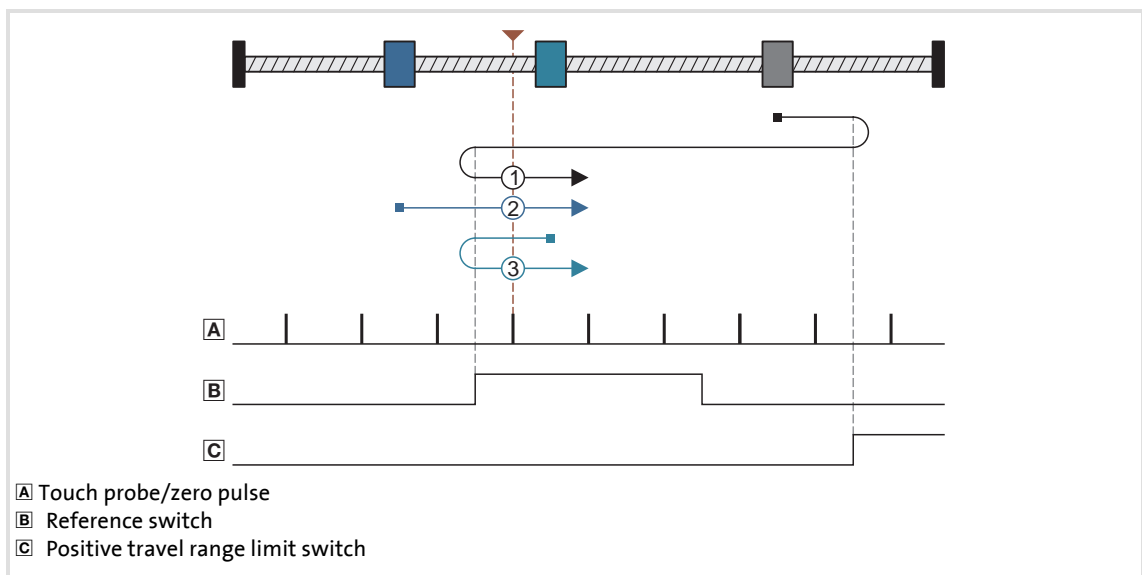 1
2
3
A
B
C
A Touch probe/zero pulse
B Reference switch
C Positive travel range limit switch